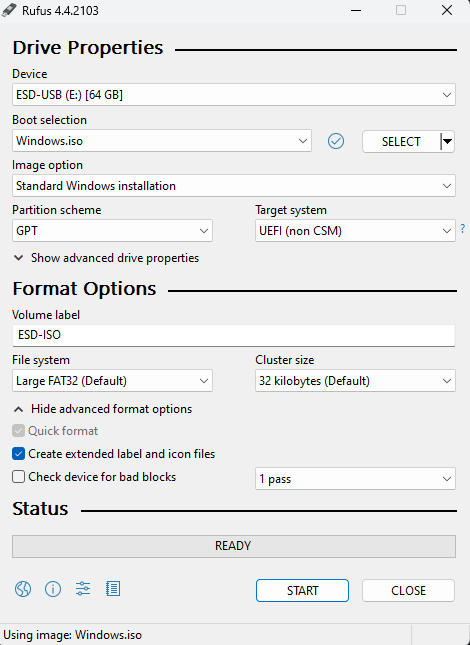 Rufus 4.4.2103
Drive Properties
Device
ESD-USB (E:) [64 GB]
Boot selection
Windows.iso
SELECT
Image option
Standard Windows installation
Partition scheme
Target system
GPT
UEFI (non CSM)
?
Show advanced drive properties
Format Options
Volume label
ESD-ISO
File system
Cluster size
Large FAT32 (Default)
32 kilobytes (Default)
Hide advanced format options
Quick format
Create extended label and icon files
Check device for bad blocks
1 pass
Status
READY
START
CLOSE
Using image: Windows.iso